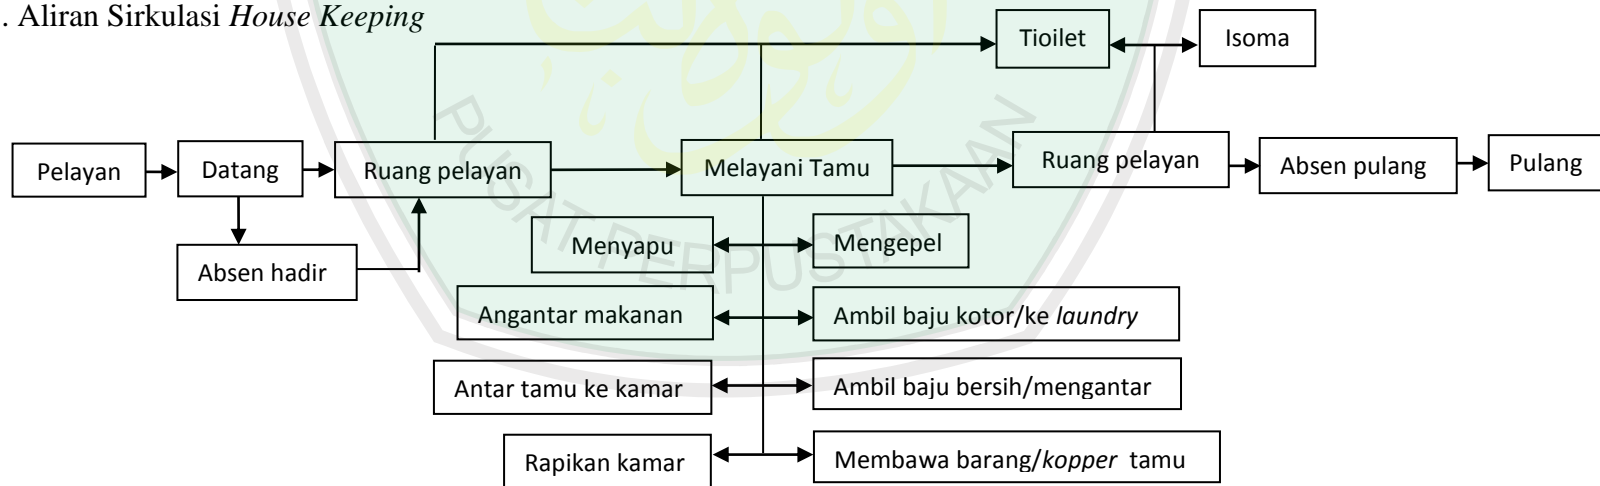 . Aliran Sirkulasi House Keeping
Tioilet
Isoma
Pelayan
Datang
Ruang pelayan
Melayani Tamu
Ruang pelayan
Absen pulang
Pulang
Absen hadir
Menyapu
Mengepel
Angantar makanan
Ambil baju kotor/ke laundry
Antar tamu ke kamar
Ambil baju bersih/mengantar
Rapikan kamar
Membawa barang/kopper tamu
PUSAT PERPUSTAKAAN